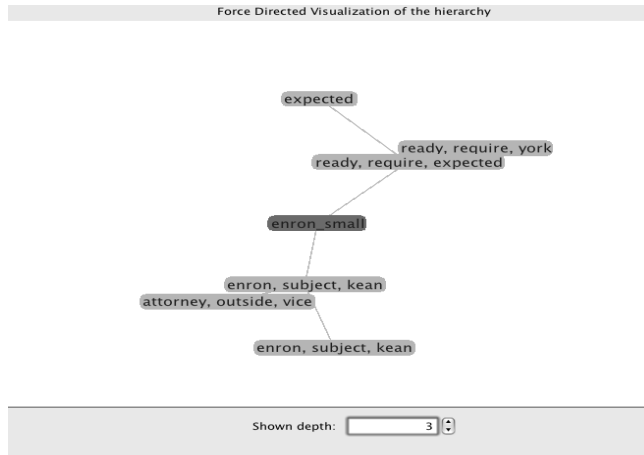 Force Directed Visualization of the hierarchy
expected
ready, require, york
ready, require, expected
enron_small
enron, subject, kean
attorney, outside, vice
enron, subject, kean
Shown depth: 3